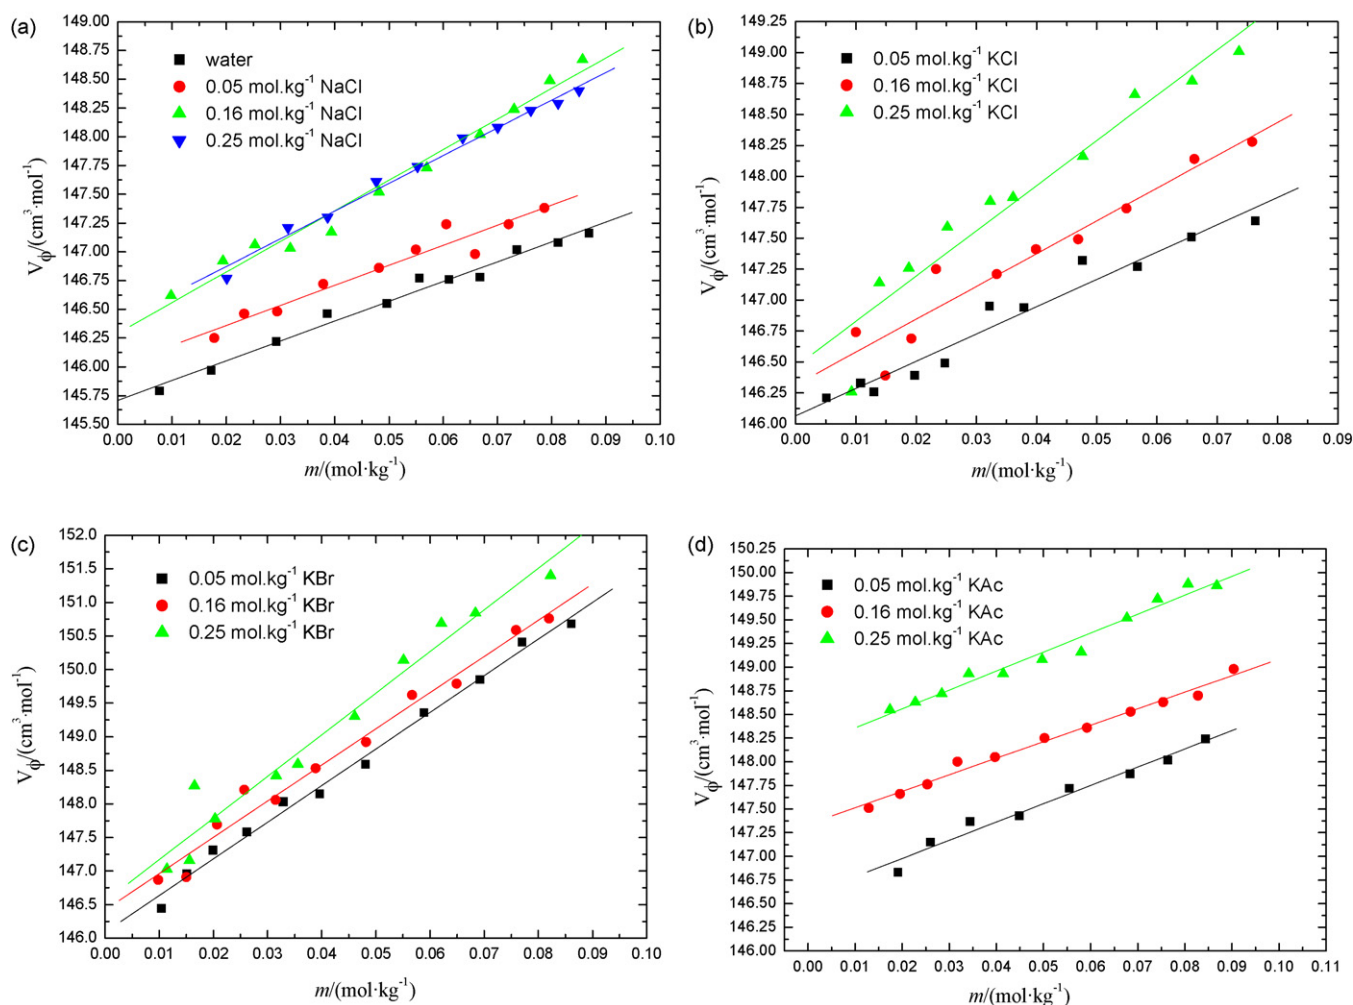 (a)
149.00
148.75
148.50
148.25
148.00
147.75
147.50
147.25
147.00
146.75
146.50
146.25
146.00
145.75
145.50
V_ϕ/(cm³·mol⁻¹)
water
0.05 mol.kg⁻¹ NaCl
0.16 mol.kg⁻¹ NaCl
0.25 mol.kg⁻¹ NaCl
0.00 0.01 0.02 0.03 0.04 0.05 0.06 0.07 0.08 0.09 0.10
m/(mol·kg⁻¹)
(b)
149.25
149.00
148.75
148.50
148.25
148.00
147.75
147.50
147.25
147.00
146.75
146.50
146.25
146.00
V_ϕ/(cm³·mol⁻¹)
0.05 mol.kg⁻¹ KCl
0.16 mol.kg⁻¹ KCl
0.25 mol.kg⁻¹ KCl
0.00 0.01 0.02 0.03 0.04 0.05 0.06 0.07 0.08 0.09
m/(mol·kg⁻¹)
(c)
152.0
151.5
151.0
150.5
150.0
149.5
149.0
148.5
148.0
147.5
147.0
146.5
146.0
V_ϕ/(cm³·mol⁻¹)
0.05 mol.kg⁻¹ KBr
0.16 mol.kg⁻¹ KBr
0.25 mol.kg⁻¹ KBr
0.00 0.01 0.02 0.03 0.04 0.05 0.06 0.07 0.08 0.09 0.10
m/(mol·kg⁻¹)
(d)
150.25
150.00
149.75
149.50
149.25
149.00
148.75
148.50
148.25
148.00
147.75
147.50
147.25
147.00
146.75
146.50
146.25
146.00
V_ϕ/(cm³·mol⁻¹)
0.05 mol.kg⁻¹ KAc
0.16 mol.kg⁻¹ KAc
0.25 mol.kg⁻¹ KAc
0.00 0.01 0.02 0.03 0.04 0.05 0.06 0.07 0.08 0.09 0.10 0.11
m/(mol·kg⁻¹)